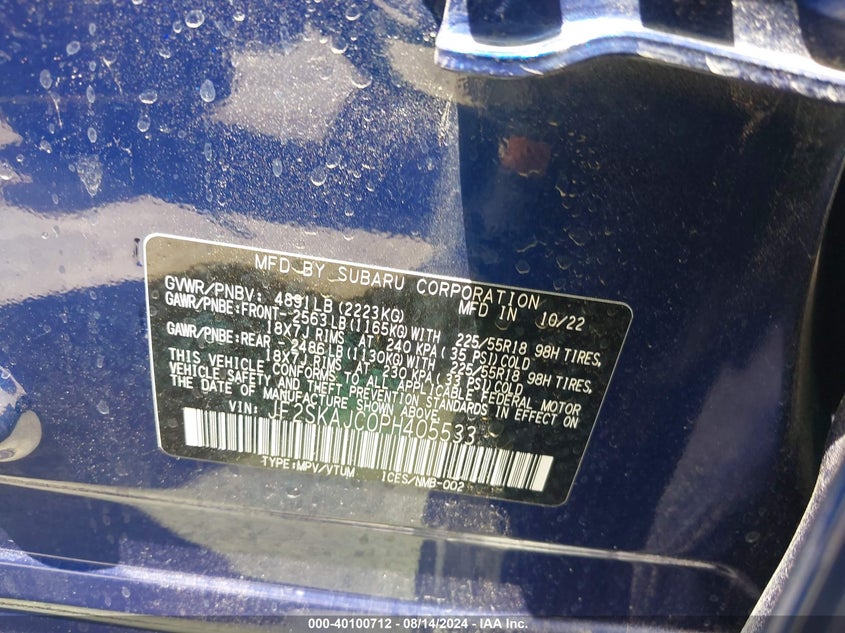 MFD BY SUBARU CORPORATION
GVWR/PNBV: 4891LB(2223KG) MFD IN 10/22
GAWR/PNBE:FRONT-2563LB(1165KG)WITH 225/55R18 98H TIRES,
18X7J RIMS AT 240 KPA(35 PSI)COLD
GAWR/PNBE:REAR -2486LB(1130KG)WITH 225/55R18 98H TIRES,
18X7J RIMS AT 230 KPA(33 PSI)COLD
THIS VEHICLE CONFORMS TO ALL APPLICABLE FEDERAL MOTOR
VEHICLE SAFETY AND THEFT PREVENTION STANDARDS IN EFFECT ON
THE DATE OF MANUFACTURE SHOWN ABOVE
VIN: JF2SKAJC0PH405533
TYPE:MPV/VTUM ICES/NMB-002
000-40100712 - 08/14/2024 - IAA Inc.